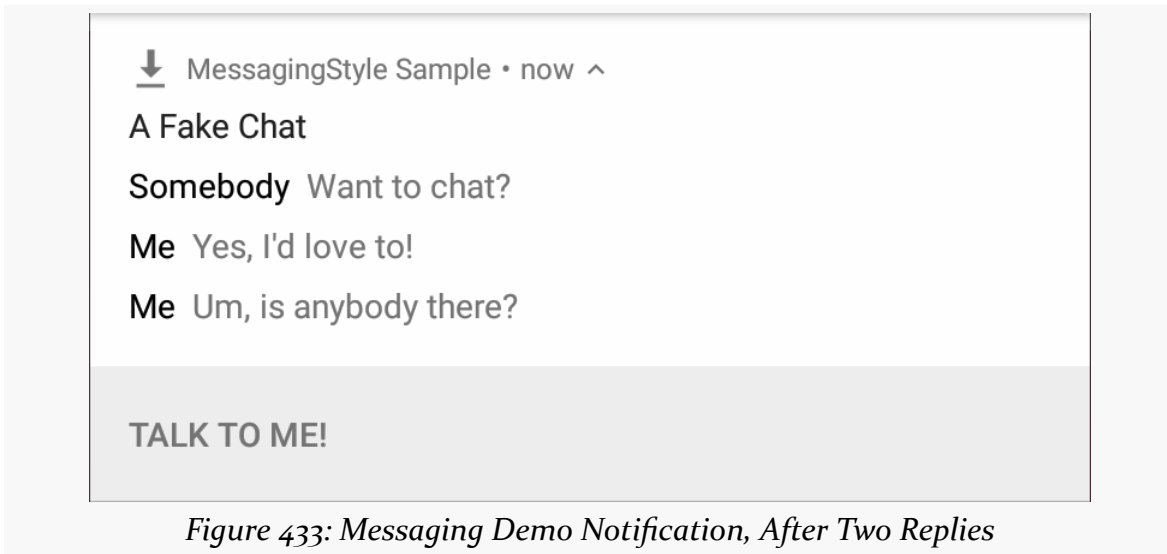 MessagingStyle Sample • now
A Fake Chat
Somebody Want to chat?
Me Yes, I'd love to!
Me Um, is anybody there?
TALK TO ME!
Figure 433: Messaging Demo Notification, After Two Replies